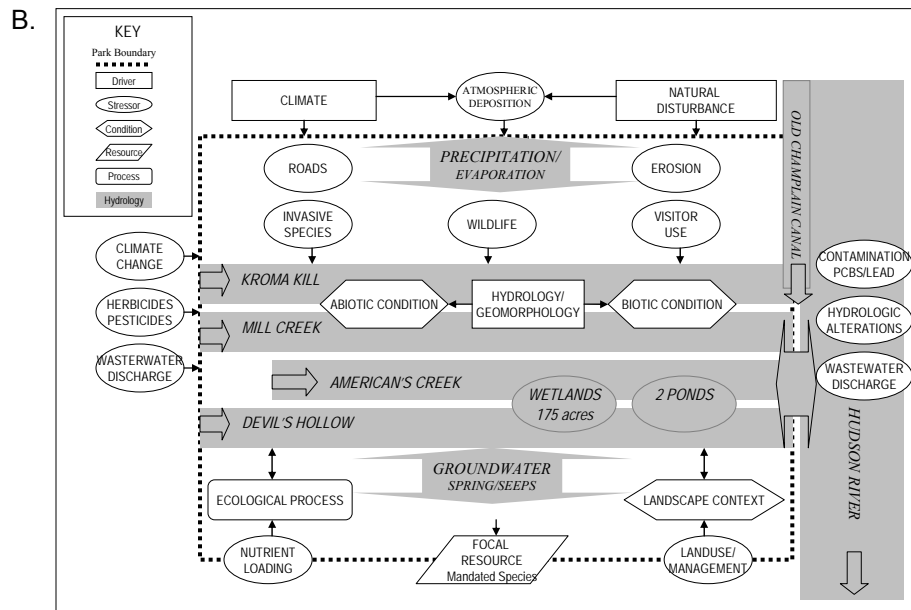 B.
KEY
Park Boundary
Driver
Stressor
Condition
Resource
Process
Hydrology
CLIMATE
ATMOSPHERIC
DEPOSITION
NATURAL
DISTURBANCE
OLD CHAMPLAIN CANAL
ROADS
PRECIPITATION/
EVAPORATION
EROSION
INVASIVE
SPECIES
WILDLIFE
VISITOR
USE
CLIMATE
CHANGE
CONTAMINATION
PCBS/LEAD
KROMA KILL
ABIOTIC CONDITION
HYDROLOGY/
GEOMORPHOLOGY
BIOTIC CONDITION
HERBICIDES
PESTICIDES
HYDROLOGIC
ALTERATIONS
MILL CREEK
WASTERWATER
DISCHARGE
WASTEWATER
DISCHARGE
AMERICAN'S CREEK
WETLANDS
175 acres
2 PONDS
DEVIL'S HOLLOW
HUDSON RIVER
GROUNDWATER
SPRING/SEEPS
ECOLOGICAL PROCESS
LANDSCAPE CONTEXT
NUTRIENT
LOADING
FOCAL
RESOURCE
Mandated Species
LANDUSE/
MANAGEMENT